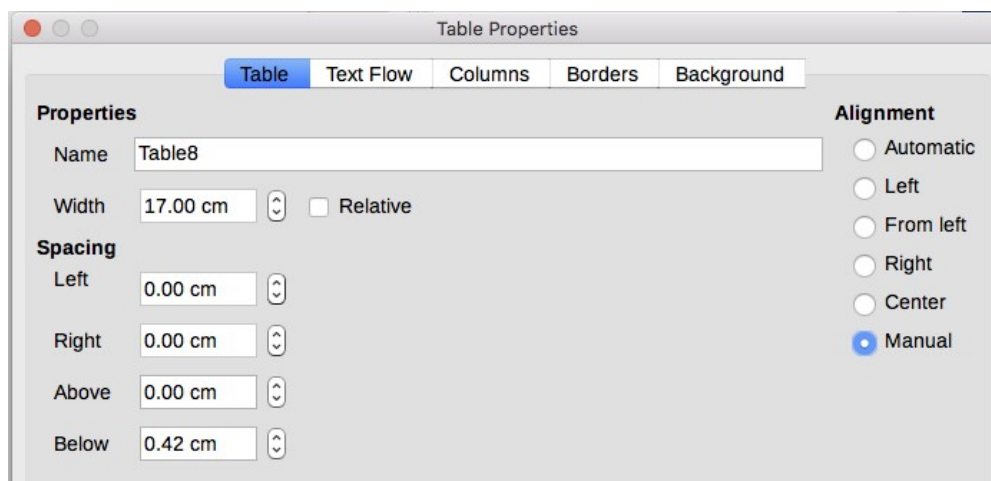 Table Properties
Table Text Flow Columns Borders Background
Properties
Name Table8
Width 17.00 cm Relative
Spacing
Left 0.00 cm
Right 0.00 cm
Above 0.00 cm
Below 0.42 cm
Alignment
Automatic
Left
From left
Right
Center
Manual